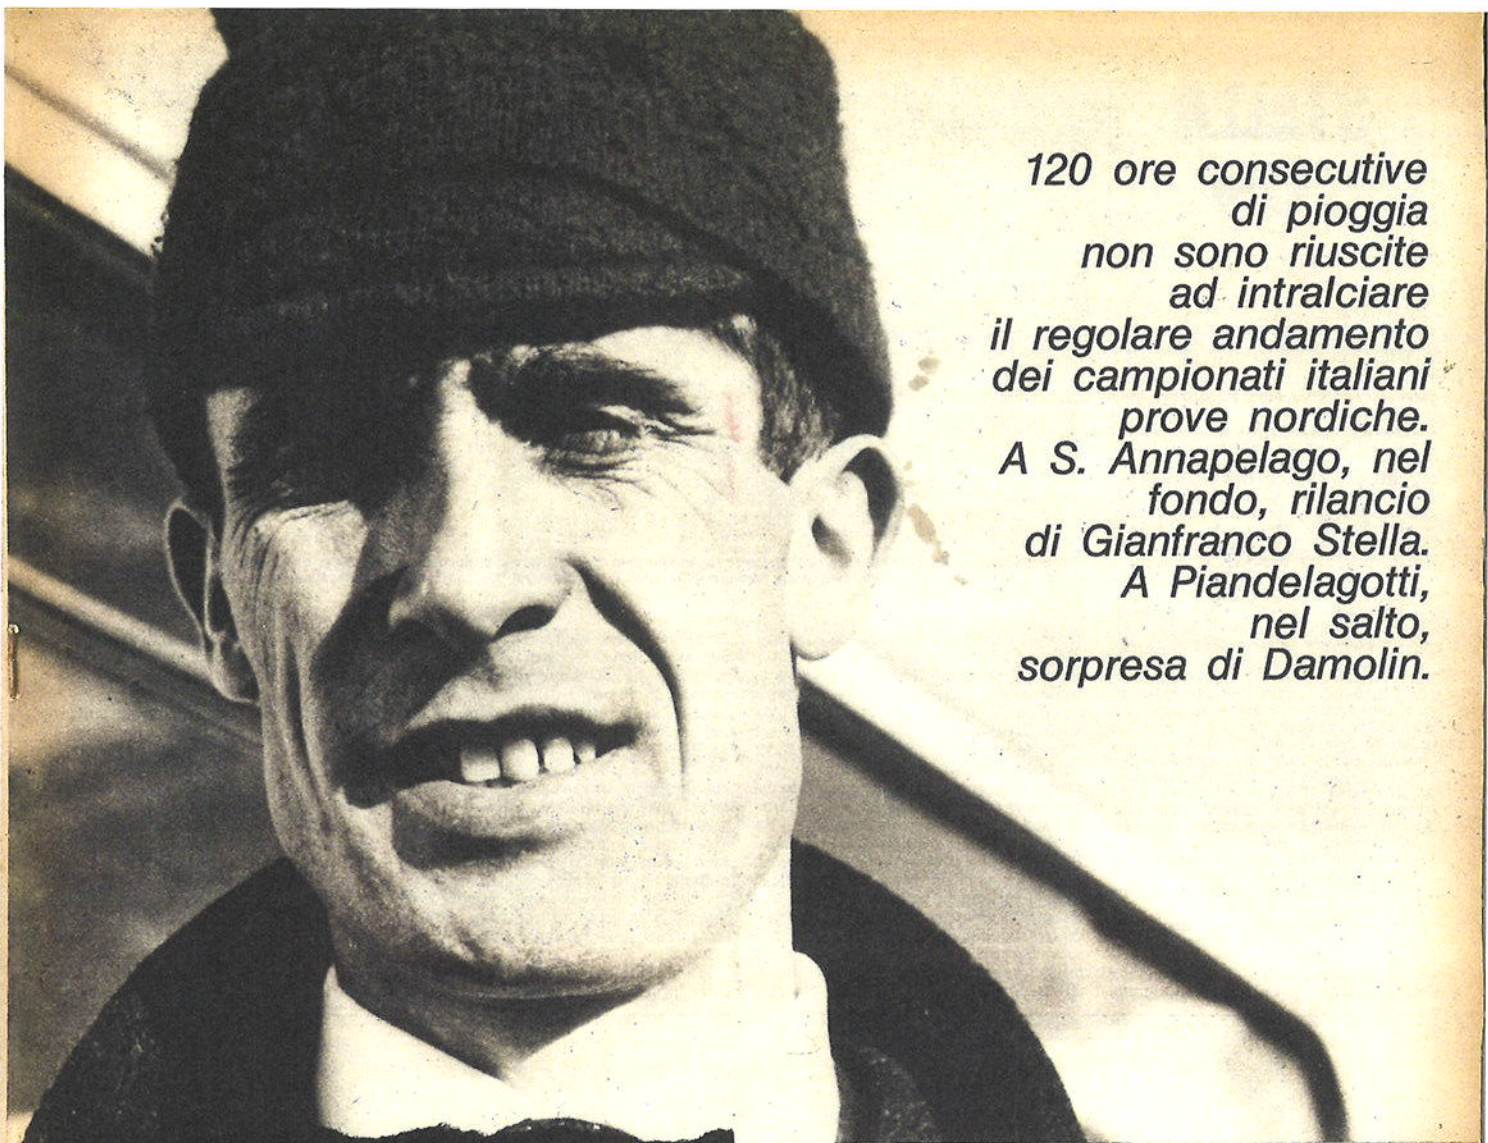 120 ore consecutive
di pioggia
non sono riuscite
ad intralciare
il regolare andamento
dei campionati italiani
prove nordiche.
A S. Annapelago, nel
fondo, rilancio
di Gianfranco Stella.
A Piandelagotti,
nel salto,
sorpresa di Damolin.